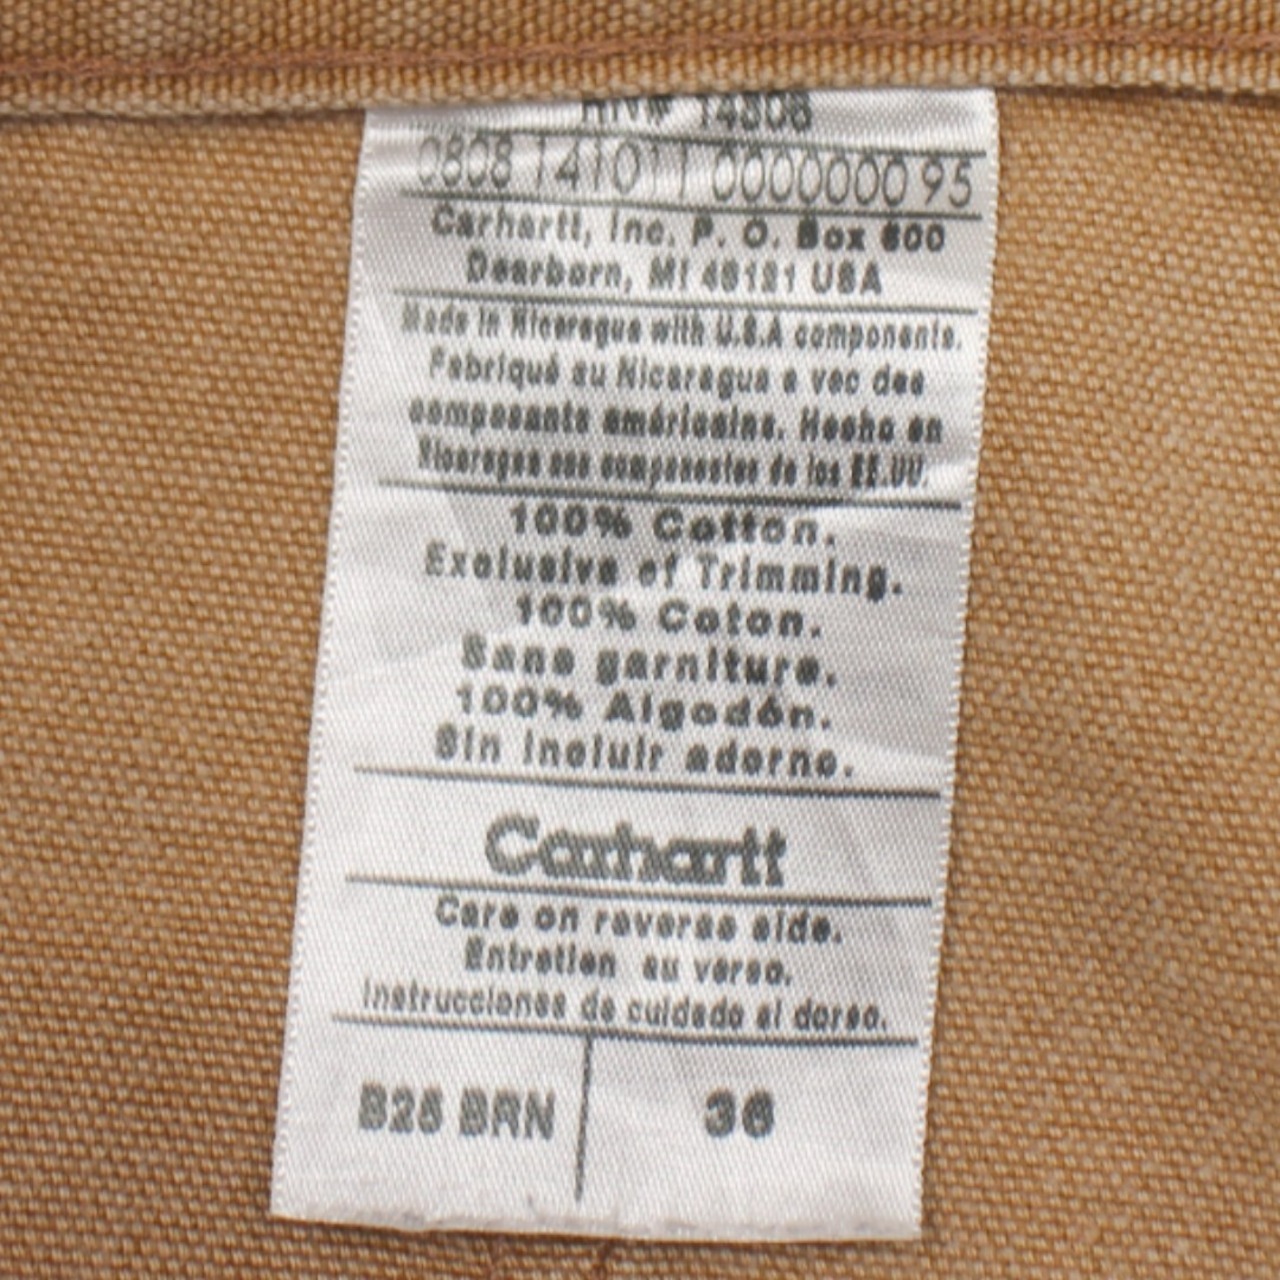 RN# 14806
0808 141011 0000000 95
Carhartt, Inc. P. O. Box 600
Dearborn, MI 48121 USA
Made in Nicaragua with U.S.A components.
Fabriqué au Nicaragua a vec des
composants américains. Hecho en
Nicaragua con componentes de los EE.UU.
100% Cotton.
Exclusive of Trimming.
100% Coton.
Sans garniture.
100% Algodón.
Sin incluir adorno.
Carhartt
Care on reverse side.
Entretien au verso.
Instrucciones de cuidado al dorso.
B25 BRN 36